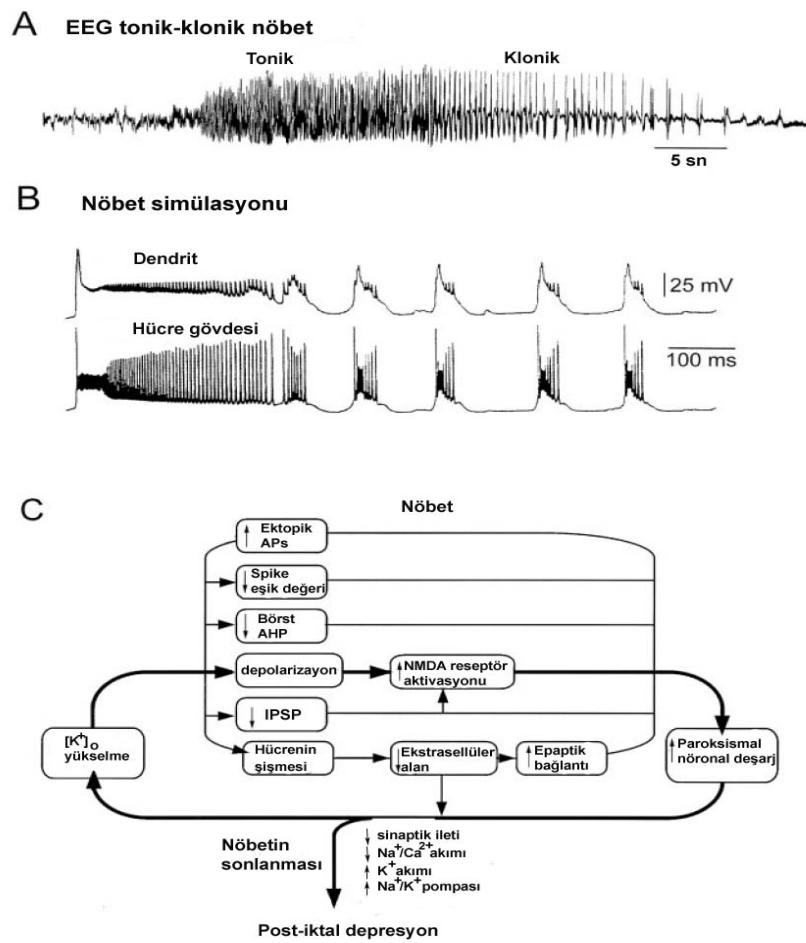 A
EEG tonik-klonik nöbet
Tonik
Klonik
5 sn
B
Nöbet simülasyonu
Dendrit
25 mV
Hücre gövdesi
100 ms
C
Nöbet
↑ Ektopik
APs
↓ Spike
eşik değeri
↓ Börst
AHP
depolarizayon
↑ NMDA reseptör
aktivasyonu
↓ IPSP
[K⁺]o
yükselme
Hücrenin
şişmesi
↓ Ekstrasellüler
alan
↑ Epaptik
bağlantı
↑ Paroksismal
nöronal deşarj
Nöbetin
sonlanması
↓ sinaptik ileti
↓ Na⁺/Ca²⁺ akımı
↑ K⁺ akımı
↑ Na⁺/K⁺ pompası
Post-iktal depresyon